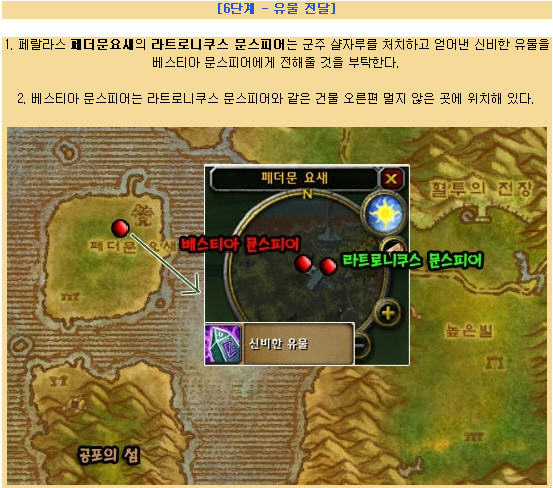 [6단계 - 유물 전달]
1. 페랄라스 페더문요새의 라트로니쿠스 문스피어는 군주 샬자루를 처치하고 얻어낸 신비한 유물을
베스티아 문스피어에게 전해줄 것을 부탁한다.
2. 베스티아 문스피어는 라트로니쿠스 문스피어와 같은 건물 오른편 멀지 않은 곳에 위치해 있다.
페더문 요새
N
혈투의 전장
페더문 요새
베스티아 문스피어
라트로니쿠스 문스피어
신비한 유물
높은벌
공포의 섬